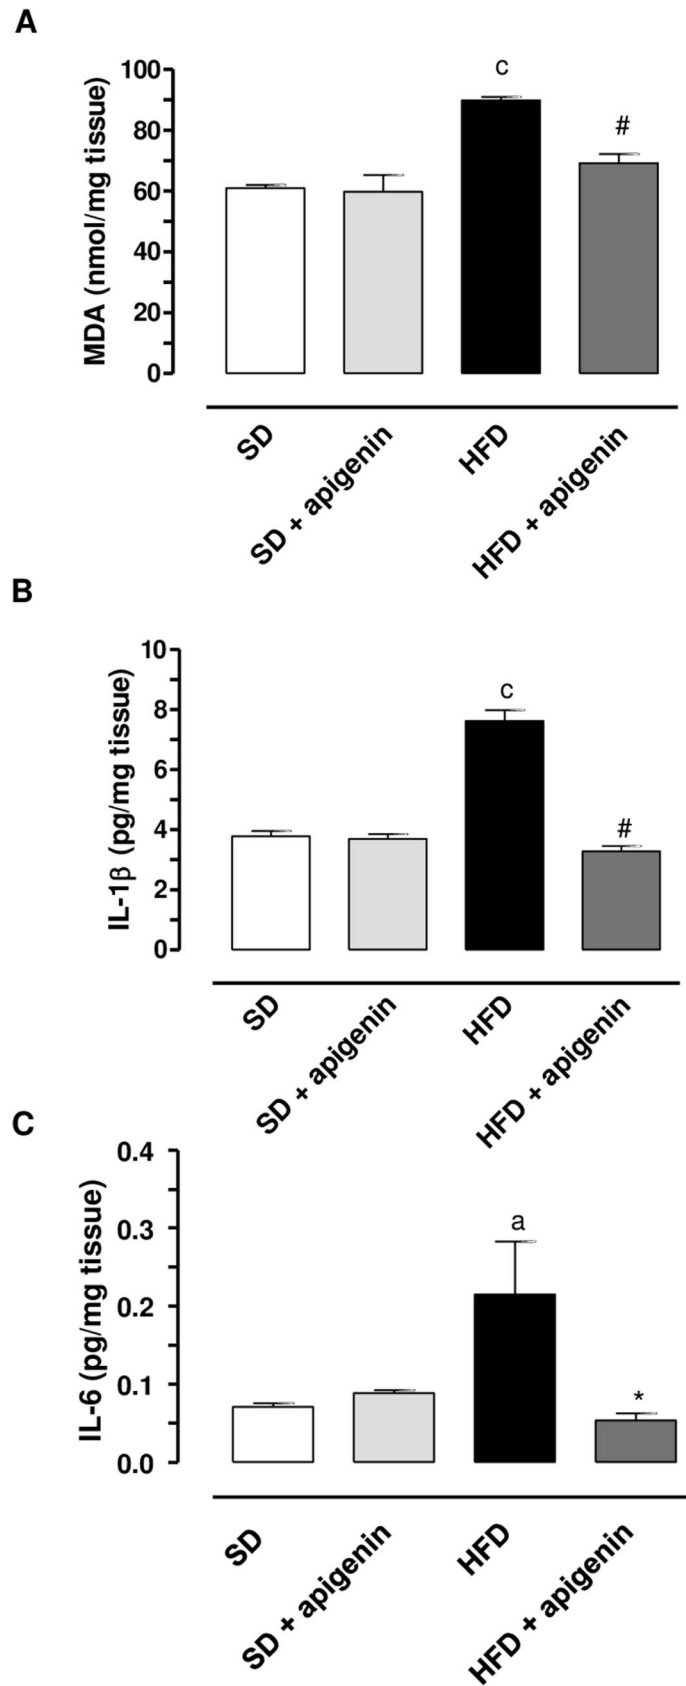 A
MDA (nmol/mg tissue)
100
80
60
40
20
0
c
#
SD
SD + apigenin
HFD
HFD + apigenin
B
IL-1β (pg/mg tissue)
10
8
6
4
2
0
c
#
SD
SD + apigenin
HFD
HFD + apigenin
C
IL-6 (pg/mg tissue)
0.4
0.3
0.2
0.1
0.0
a
*
SD
SD + apigenin
HFD
HFD + apigenin